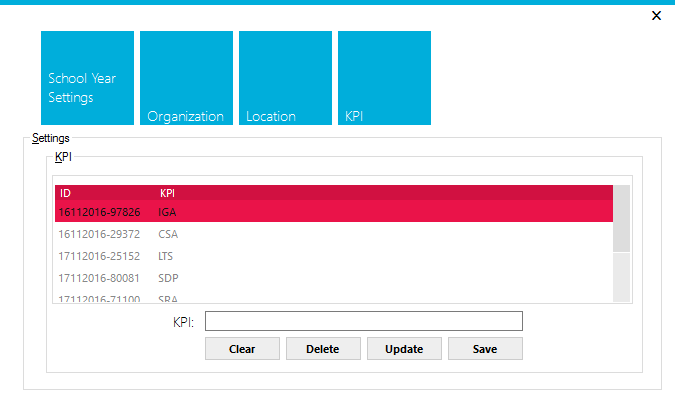 School Year
Settings
Organization
Location
KPI
Settings
KPI
ID KPI
16112016-97826 IGA
16112016-29372 CSA
17112016-25152 LTS
17112016-80081 SDP
17112016-71100 SRA
KPI:
Clear Delete Update Save